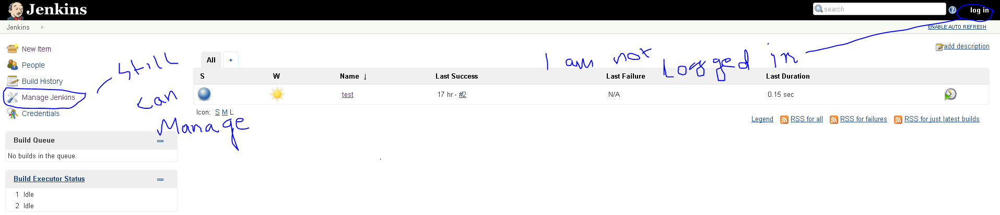 Jenkins
search
log in
Jenkins
ENABLE AUTO REFRESH
New Item
People
Build History
Manage Jenkins
Credentials
still
can
Manage
I am not Logged in
add description
All +
S W Name ↓ Last Success Last Failure Last Duration
test 17 hr - #2 N/A 0.15 sec
Icon: S M L
Legend RSS for all RSS for failures RSS for just latest builds
Build Queue
No builds in the queue.
Build Executor Status
1 Idle
2 Idle